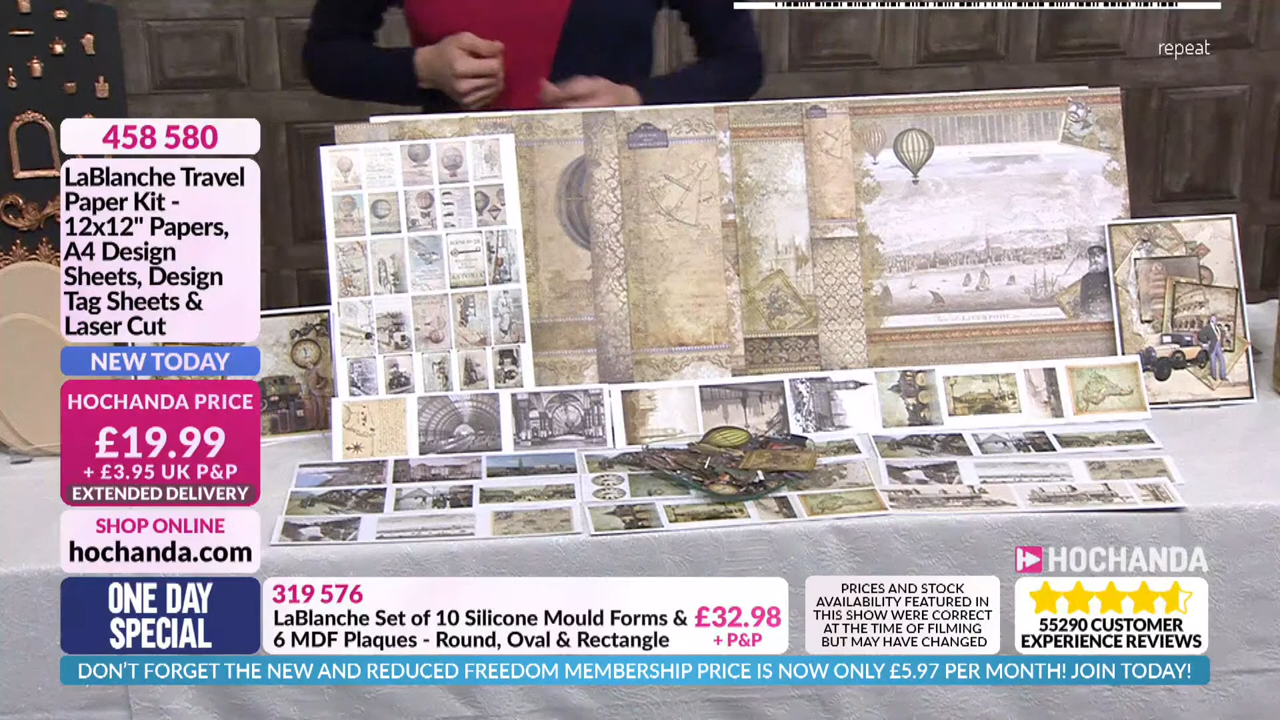 repeat
458 580
LaBlanche Travel
Paper Kit -
12x12" Papers,
A4 Design
Sheets, Design
Tag Sheets &
Laser Cut
NEW TODAY
HOCHANDA PRICE
£19.99
+ £3.95 UK P&P
EXTENDED DELIVERY
SHOP ONLINE
hochanda.com
HOCHANDA
ONE DAY
SPECIAL
319 576
LaBlanche Set of 10 Silicone Mould Forms &
6 MDF Plaques - Round, Oval & Rectangle
£32.98
+ P&P
PRICES AND STOCK
AVAILABILITY FEATURED IN
THIS SHOW WERE CORRECT
AT THE TIME OF FILMING
BUT MAY HAVE CHANGED
55290 CUSTOMER
EXPERIENCE REVIEWS
DON'T FORGET THE NEW AND REDUCED FREEDOM MEMBERSHIP PRICE IS NOW ONLY £5.97 PER MONTH! JOIN TODAY!